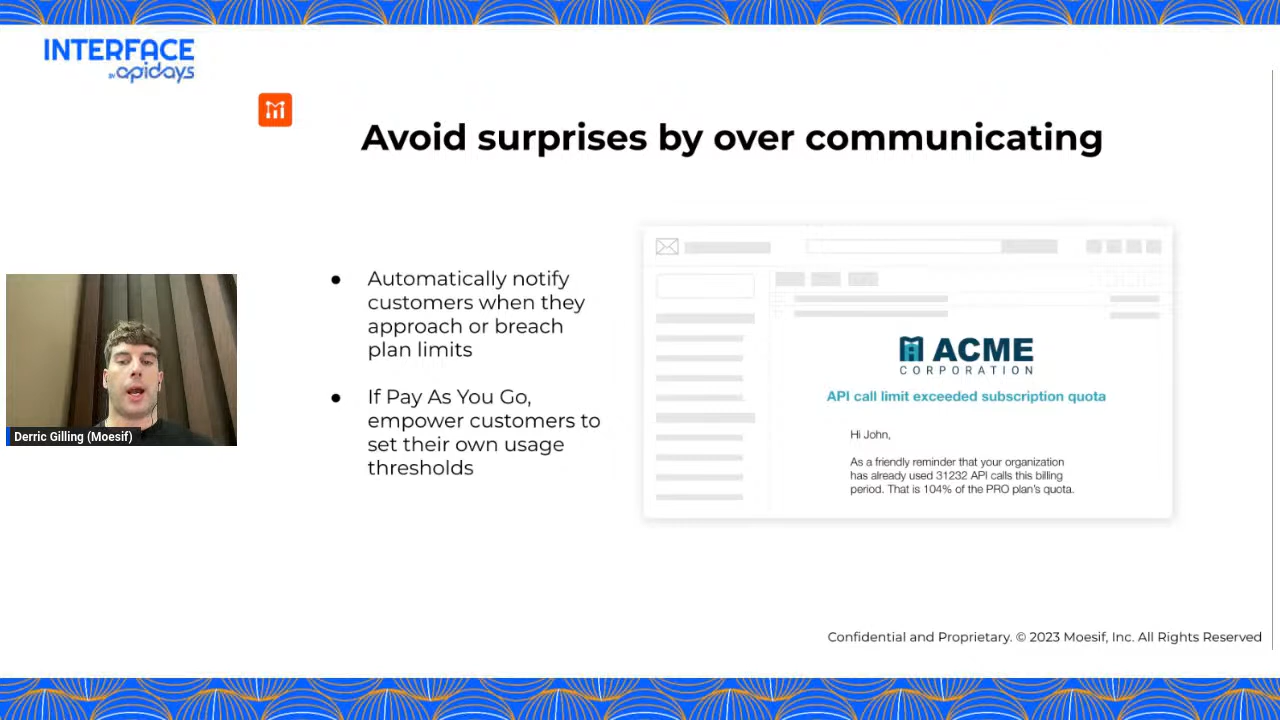 INTERFACE
BY apidays
Avoid surprises by over communicating
● Automatically notify
customers when they
approach or breach
plan limits
● If Pay As You Go,
empower customers to
set their own usage
thresholds
ACME
CORPORATION
API call limit exceeded subscription quota
Hi John,
As a friendly reminder that your organization
has already used 31232 API calls this billing
period. That is 104% of the PRO plan's quota.
Derric Gilling (Moesif)
Confidential and Proprietary. © 2023 Moesif, Inc. All Rights Reserved